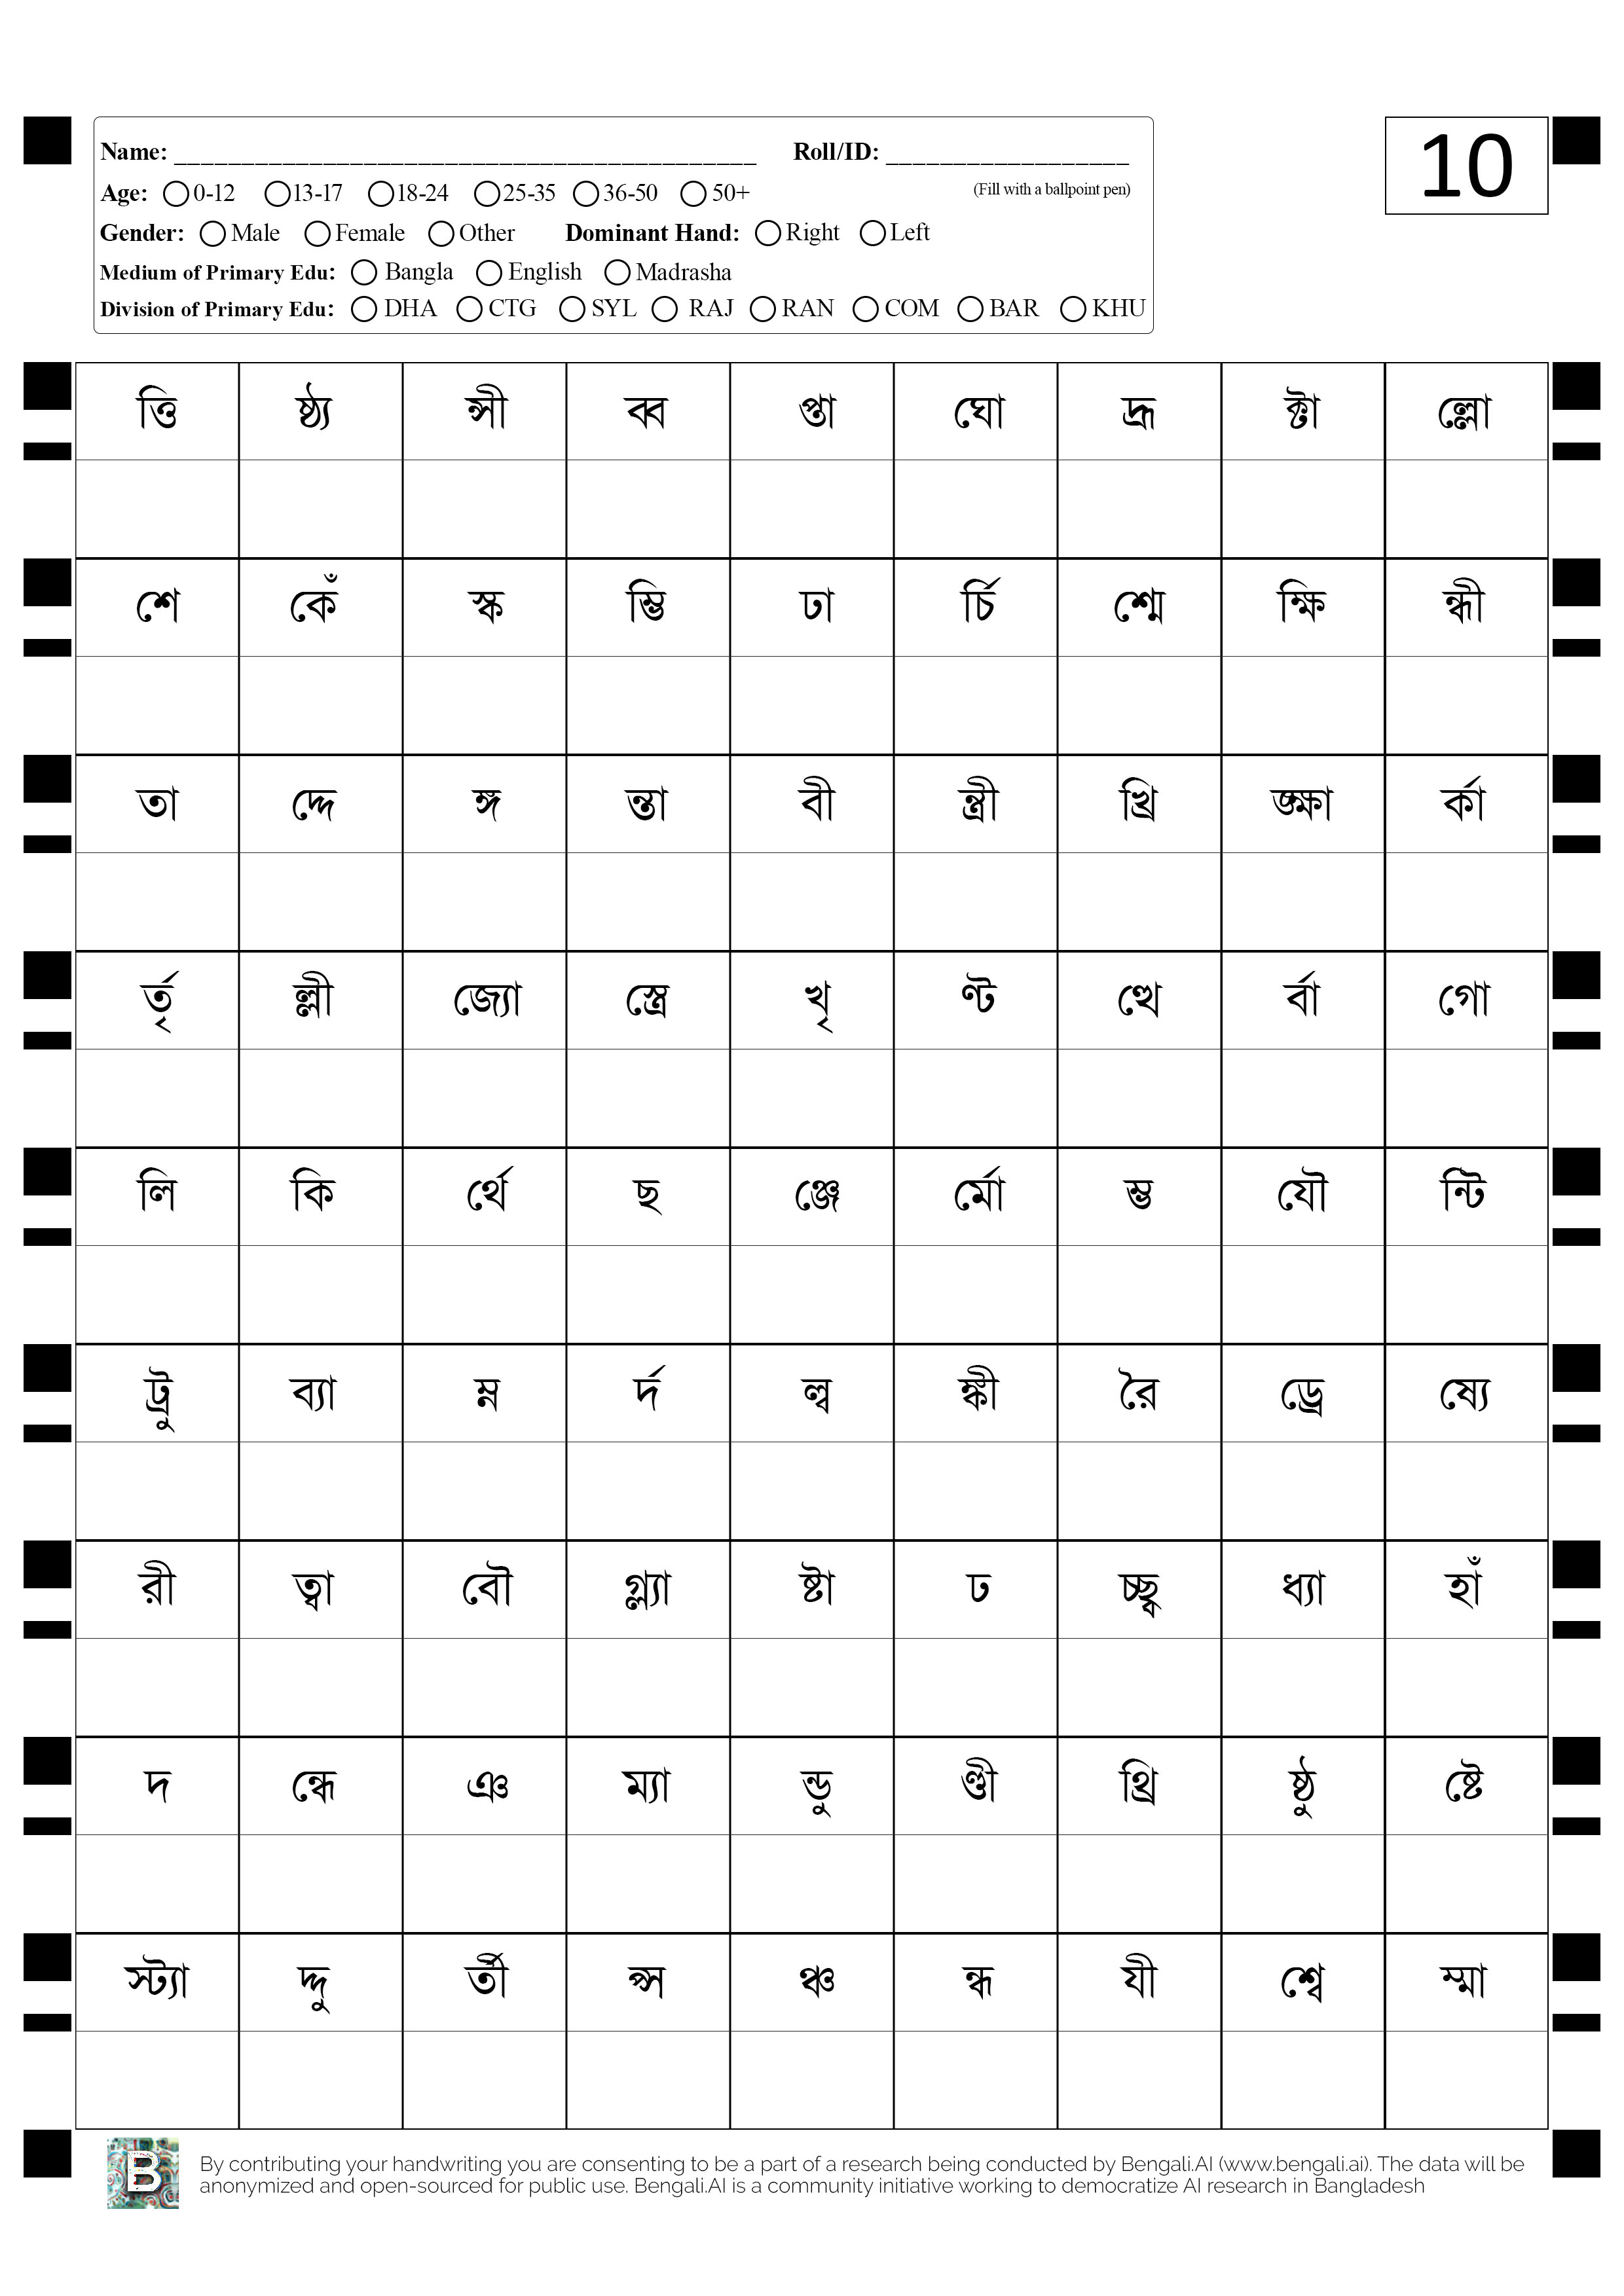 Name: ____________________________________________ Roll/ID: __________________
10
Age: 0-12 13-17 18-24 25-35 36-50 50+ (Fill with a ballpoint pen)
Gender: Male Female Other Dominant Hand: Right Left
Medium of Primary Edu: Bangla English Madrasha
Division of Primary Edu: DHA CTG SYL RAJ RAN COM BAR KHU
ত্তি ষ্ঠ্য ন্সী ব্ব প্তা ঘো দ্রূ ক্টা ল্লো
শে কেঁ স্ক ম্ভি ঢা র্চি শ্মে ক্ষি ন্ধী
তা দ্দে ঙ্গ ন্তা বী ন্ত্রী খ্রি ঙ্ক্ষা র্কা
র্তৃ ল্লী জ্যো স্ত্রে খৃ ণ্ট ত্থে র্বা গো
লি কি র্থে ছ ঞ্জে র্মো ম্ভ যৌ ন্টি
ট্রু ব্যা ম্ন র্দ ল্ব ঙ্কী রৈ ড্রে ষ্যে
রী ত্বা বৌ গ্ল্যা ষ্টা ঢ চ্ছ্ব ধ্যা হাঁ
দ ন্ধে ঞ ম্যা ন্ডু ণ্ডী থ্রি ষ্ঠু ষ্টে
স্ট্যা দ্দু র্তী প্স ঞ্চ ন্ধ যী শ্বে ম্মা
B By contributing your handwriting you are consenting to be a part of a research being conducted by Bengali.AI (www.bengali.ai). The data will be
anonymized and open-sourced for public use. Bengali.AI is a community initiative working to democratize AI research in Bangladesh